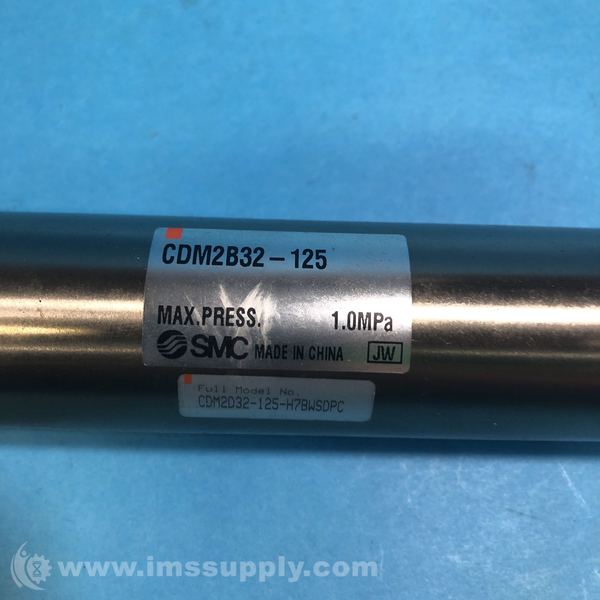 CDM2B32-125
MAX.PRESS. 1.0MPa
SMC MADE IN CHINA JW
Full Model No.
CDM2D32-125-H7BWSDPC
www.imssupply.com